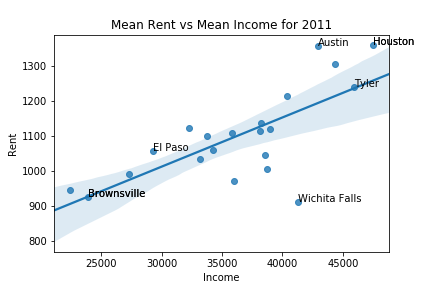 Mean Rent vs Mean Income for 2011
Austin
Houston
1300
Tyler
1200
1100
El Paso
1000
Brownsville
Wichita Falls
900
800
Rent
25000 30000 35000 40000 45000
Income